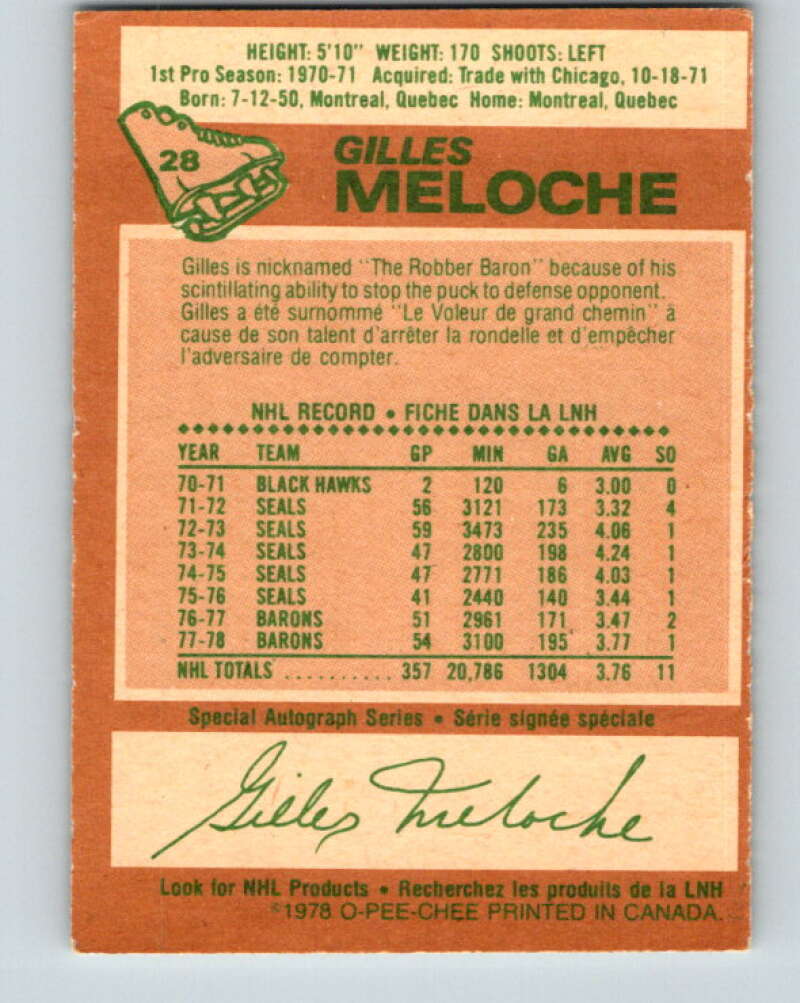 HEIGHT: 5'10" WEIGHT: 170 SHOOTS: LEFT
1st Pro Season: 1970-71 Acquired: Trade with Chicago, 10-18-71
Born: 7-12-50, Montreal, Quebec Home: Montreal, Quebec
28
GILLES
MELOCHE
Gilles is nicknamed "The Robber Baron" because of his
scintillating ability to stop the puck to defense opponent.
Gilles a été surnommé "Le Voleur de grand chemin" à
cause de son talent d'arrêter la rondelle et d'empêcher
l'adversaire de compter.
NHL RECORD • FICHE DANS LA LNH
YEAR TEAM GP MIN GA AVG SO
70-71 BLACK HAWKS 2 120 6 3.00 0
71-72 SEALS 56 3121 173 3.32 4
72-73 SEALS 59 3473 235 4.06 1
73-74 SEALS 47 2800 198 4.24 1
74-75 SEALS 47 2771 186 4.03 1
75-76 SEALS 41 2440 140 3.44 1
76-77 BARONS 51 2961 171 3.47 2
77-78 BARONS 54 3100 195 3.77 1
NHL TOTALS .......... 357 20,786 1304 3.76 11
Special Autograph Series • Série signée spéciale
Gilles Meloche
Look for NHL Products • Recherchez les produits de la LNH
©1978 O-PEE-CHEE PRINTED IN CANADA.